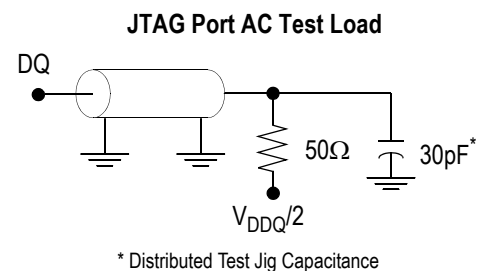 JTAG Port AC Test Load
DQ
50Ω
30pF*
VDDQ/2
* Distributed Test Jig Capacitance